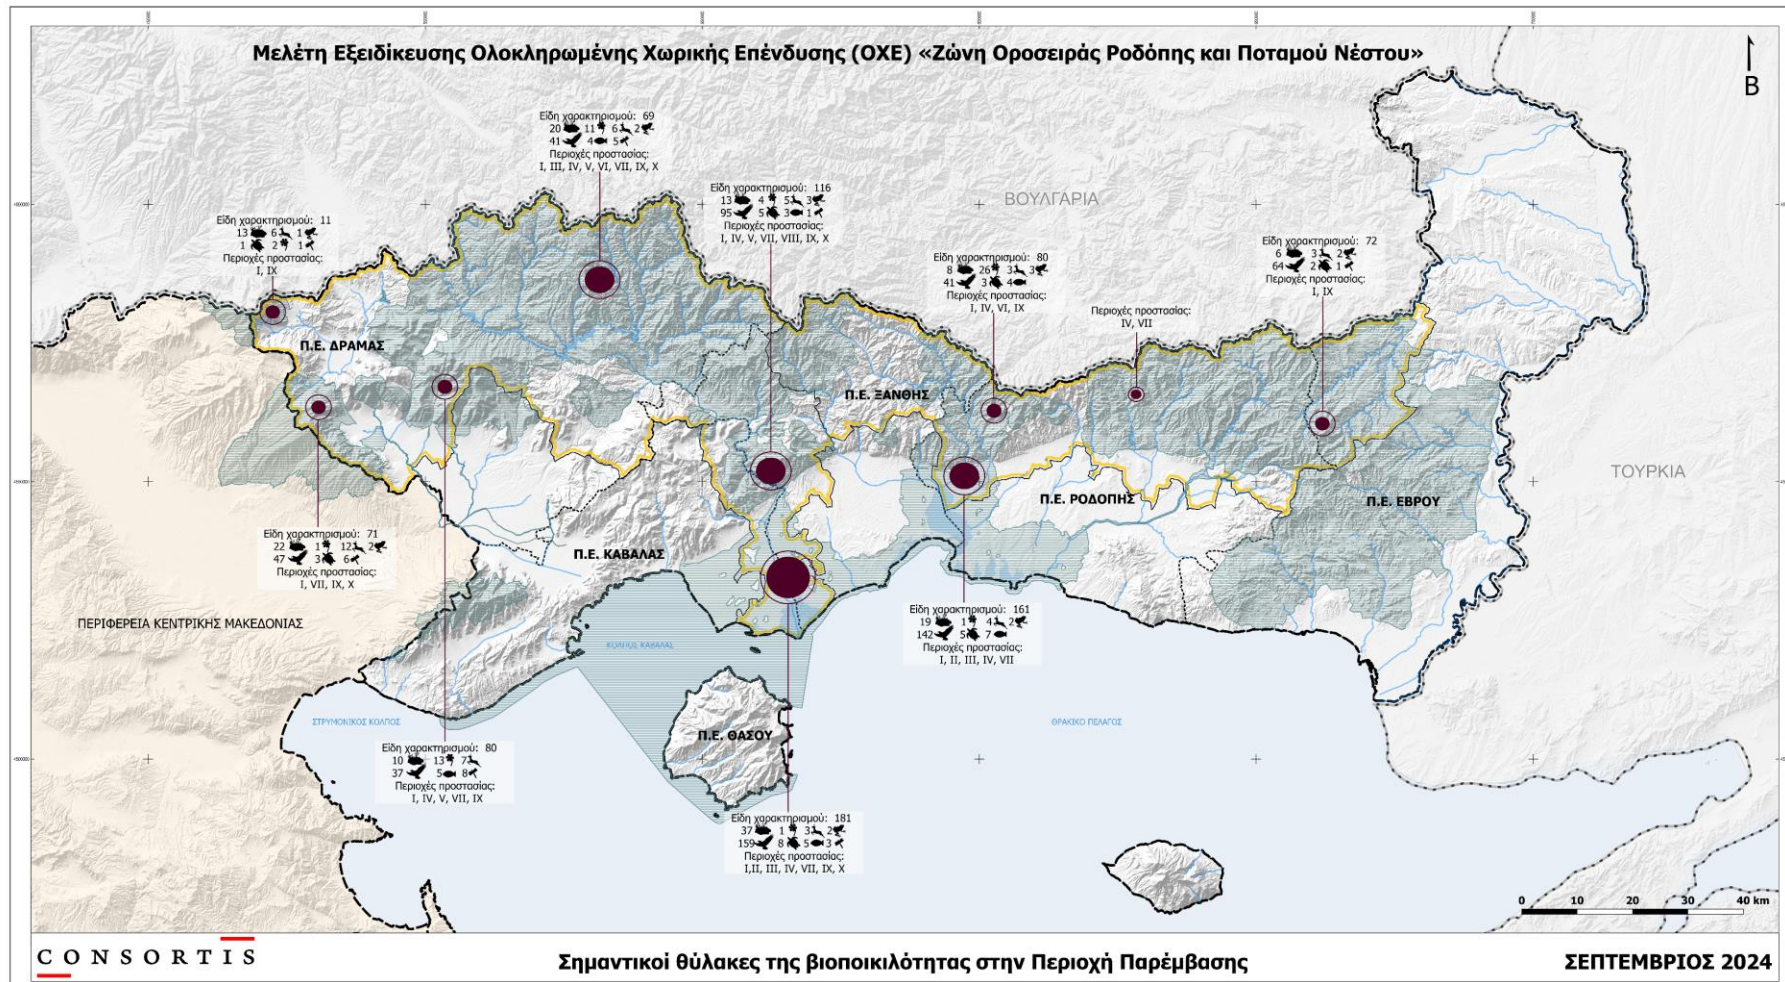 Μελέτη Εξειδίκευσης Ολοκληρωμένης Χωρικής Επένδυσης (ΟΧΕ) «Ζώνη Οροσειράς Ροδόπης και Ποταμού Νέστου»
Β
Είδη χαρακτηρισμού: 69
20 11 6 2
41 4 5
Περιοχές προστασίας:
I, III, IV, V, VI, VII, IX, X
Είδη χαρακτηρισμού: 116
13 4 5 3
95 5 3 1
Περιοχές προστασίας:
I, IV, V, VII, VIII, IX, X
ΒΟΥΛΓΑΡΙΑ
Είδη χαρακτηρισμού: 11
13 6 1
1 2 1
Περιοχές προστασίας:
I, IX
Είδη χαρακτηρισμού: 80
8 26 3 3
41 3 4
Περιοχές προστασίας:
I, IV, VI, IX
Είδη χαρακτηρισμού: 72
6 3 2
64 2 1
Περιοχές προστασίας:
I, IX
Περιοχές προστασίας:
IV, VII
Π.Ε. ΔΡΑΜΑΣ
Π.Ε. ΞΑΝΘΗΣ
ΤΟΥΡΚΙΑ
Π.Ε. ΡΟΔΟΠΗΣ
Π.Ε. ΕΒΡΟΥ
Π.Ε. ΚΑΒΑΛΑΣ
Είδη χαρακτηρισμού: 71
22 1 12 2
47 3 6
Περιοχές προστασίας:
I, VII, IX, X
ΠΕΡΙΦΕΡΕΙΑ ΚΕΝΤΡΙΚΗΣ ΜΑΚΕΔΟΝΙΑΣ
Είδη χαρακτηρισμού: 161
19 1 4 2
142 5 7
Περιοχές προστασίας:
I, II, III, IV, VII
ΚΟΛΠΟΣ ΚΑΒΑΛΑΣ
ΣΤΡΥΜΟΝΙΚΟΣ ΚΟΛΠΟΣ
ΘΡΑΚΙΚΟ ΠΕΛΑΓΟΣ
Π.Ε. ΘΑΣΟΥ
Είδη χαρακτηρισμού: 80
10 13 7
37 5 8
Περιοχές προστασίας:
I, IV, V, VII, IX
Είδη χαρακτηρισμού: 181
37 1 3 2
159 8 5 3
Περιοχές προστασίας:
I,II, III, IV, VII, IX, X
0 10 20 30 40 km
CONSORTIS
Σημαντικοί θύλακες της βιοποικιλότητας στην Περιοχή Παρέμβασης
ΣΕΠΤΕΜΒΡΙΟΣ 2024